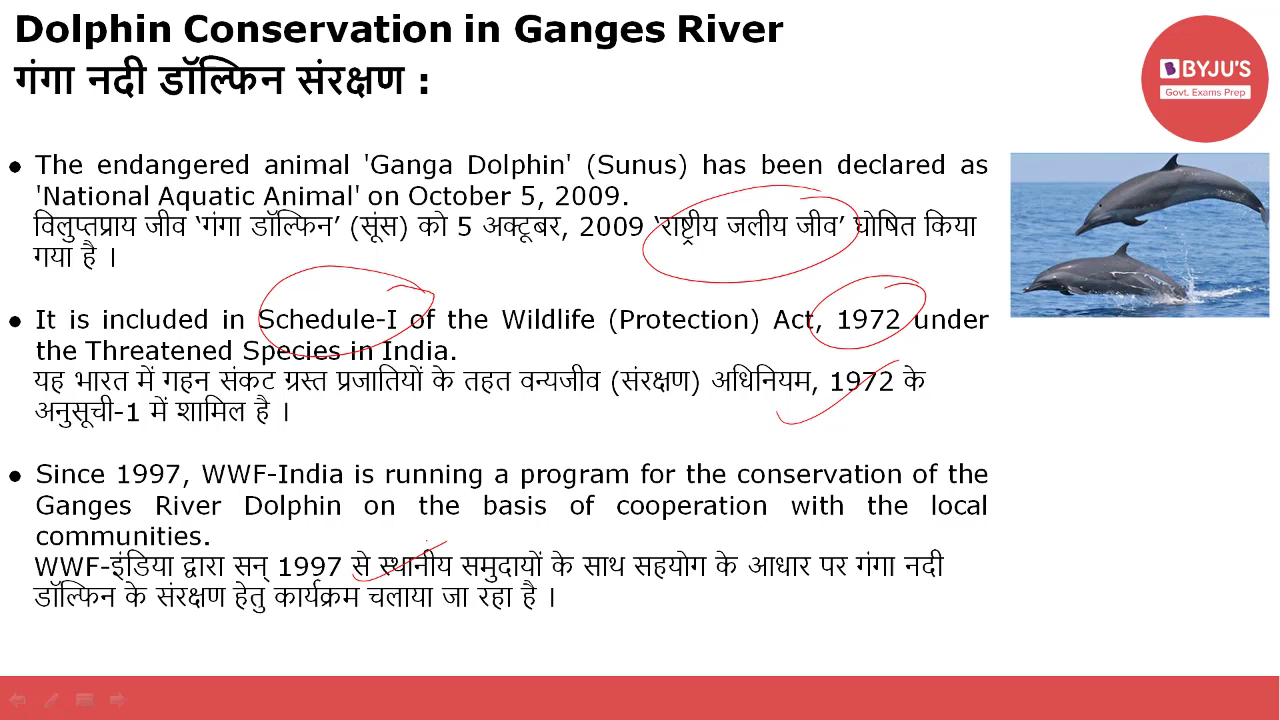 Dolphin Conservation in Ganges River
गंगा नदी डॉल्फिन संरक्षण :
BYJU'S
Govt. Exams Prep
• The endangered animal 'Ganga Dolphin' (Sunus) has been declared as
'National Aquatic Animal' on October 5, 2009.
विलुप्तप्राय जीव ‘गंगा डॉल्फिन’ (सूंस) को 5 अक्टूबर, 2009 ‘राष्ट्रीय जलीय जीव’ घोषित किया
गया है ।
• It is included in Schedule-I of the Wildlife (Protection) Act, 1972 under
the Threatened Species in India.
यह भारत में गहन संकट ग्रस्त प्रजातियों के तहत वन्यजीव (संरक्षण) अधिनियम, 1972 के
अनुसूची-1 में शामिल है ।
• Since 1997, WWF-India is running a program for the conservation of the
Ganges River Dolphin on the basis of cooperation with the local
communities.
WWF-इंडिया द्वारा सन् 1997 से स्थानीय समुदायों के साथ सहयोग के आधार पर गंगा नदी
डॉल्फिन के संरक्षण हेतु कार्यक्रम चलाया जा रहा है ।